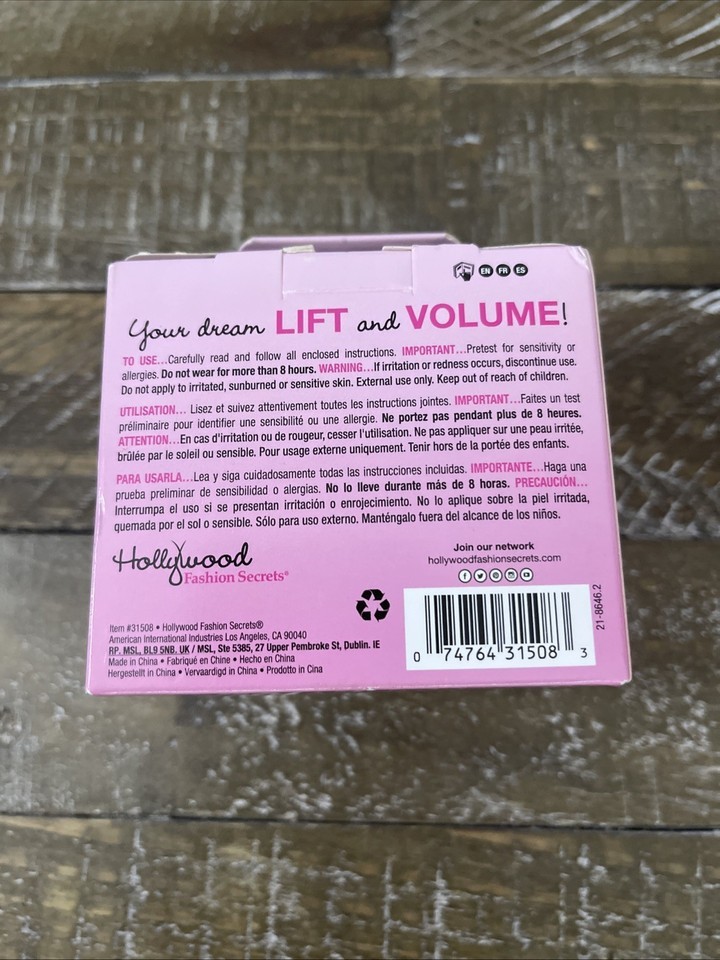 EN FR ES
Your dream LIFT and VOLUME!
TO USE...Carefully read and follow all enclosed instructions. IMPORTANT...Pretest for sensitivity or
allergies. Do not wear for more than 8 hours. WARNING...If irritation or redness occurs, discontinue use.
Do not apply to irritated, sunburned or sensitive skin. External use only. Keep out of reach of children.
UTILISATION... Lisez et suivez attentivement toutes les instructions jointes. IMPORTANT...Faites un test
préliminaire pour identifier une sensibilité ou une allergie. Ne portez pas pendant plus de 8 heures.
ATTENTION...En cas d'irritation ou de rougeur, cesser l'utilisation. Ne pas appliquer sur une peau irritée,
brûlée par le soleil ou sensible. Pour usage externe uniquement. Tenir hors de la portée des enfants.
PARA USARLA...Lea y siga cuidadosamente todas las instrucciones incluidas. IMPORTANTE...Haga una
prueba preliminar de sensibilidad o alergias. No lo lleve durante más de 8 horas. PRECAUCIÓN...
Interrumpa el uso si se presentan irritación o enrojecimiento. No lo aplique sobre la piel irritada,
quemada por el sol o sensible. Sólo para uso externo. Manténgalo fuera del alcance de los niños.
Hollywood
Fashion Secrets®
Join our network
hollywoodfashionsecrets.com
Item #31508 • Hollywood Fashion Secrets®
American International Industries Los Angeles, CA 90040
RP. MSL, BL9 5NB. UK / MSL, Ste 5385, 27 Upper Pembroke St, Dublin. IE
Made in China • Fabriqué en Chine • Hecho en China
Hergestellt in China • Vervaardigd in China • Prodotto in Cina
0 74764 31508 3
21-8646.2